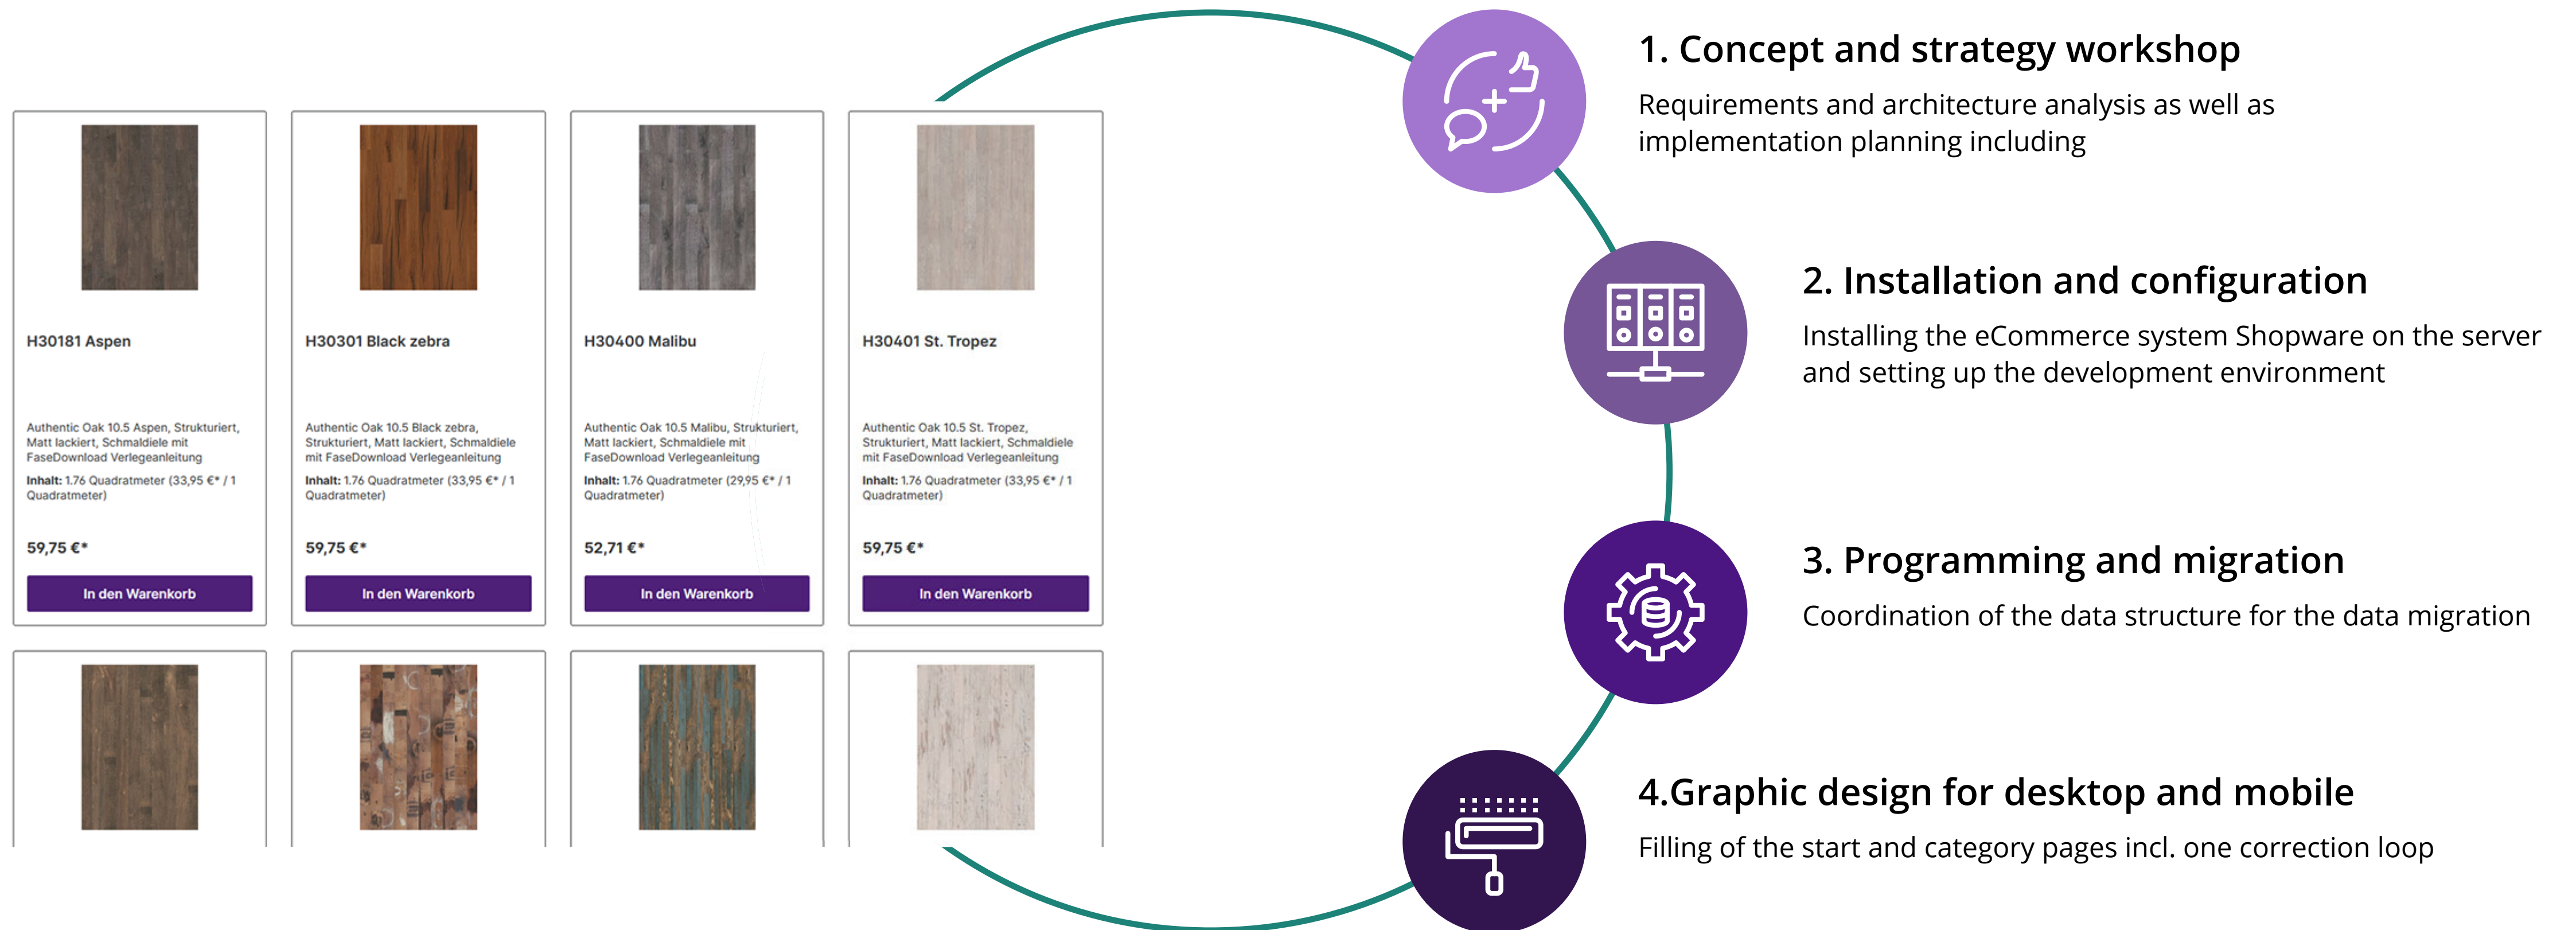 H30181 Aspen
Authentic Oak 10.5 Aspen, Strukturiert,
Matt lackiert, Schmaldiele mit
FaseDownload Verlegeanleitung
Inhalt: 1.76 Quadratmeter (33,95 €* / 1
Quadratmeter)
59,75 €*
In den Warenkorb
H30301 Black zebra
Authentic Oak 10.5 Black zebra,
Strukturiert, Matt lackiert, Schmaldiele
mit FaseDownload Verlegeanleitung
Inhalt: 1.76 Quadratmeter (33,95 €* / 1
Quadratmeter)
59,75 €*
In den Warenkorb
H30400 Malibu
Authentic Oak 10.5 Malibu, Strukturiert,
Matt lackiert, Schmaldiele mit
FaseDownload Verlegeanleitung
Inhalt: 1.76 Quadratmeter (29,95 €* / 1
Quadratmeter)
52,71 €*
In den Warenkorb
H30401 St. Tropez
Authentic Oak 10.5 St. Tropez,
Strukturiert, Matt lackiert, Schmaldiele
mit FaseDownload Verlegeanleitung
Inhalt: 1.76 Quadratmeter (33,95 €* / 1
Quadratmeter)
59,75 €*
In den Warenkorb
1. Concept and strategy workshop
Requirements and architecture analysis as well as
implementation planning including
2. Installation and configuration
Installing the eCommerce system Shopware on the server
and setting up the development environment
3. Programming and migration
Coordination of the data structure for the data migration
4.Graphic design for desktop and mobile
Filling of the start and category pages incl. one correction loop